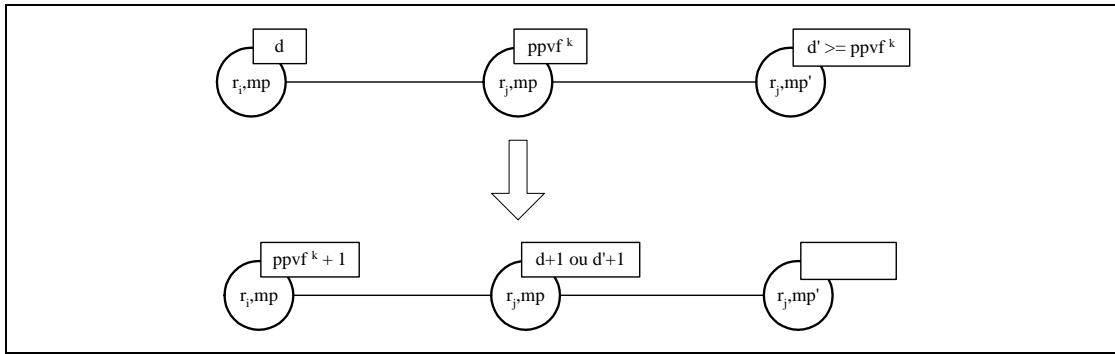 d
ppvf ᵏ
d' >= ppvf ᵏ
rᵢ,mp
rⱼ,mp
rⱼ,mp'
ppvf ᵏ + 1
d+1 ou d'+1
rᵢ,mp
rⱼ,mp
rⱼ,mp'